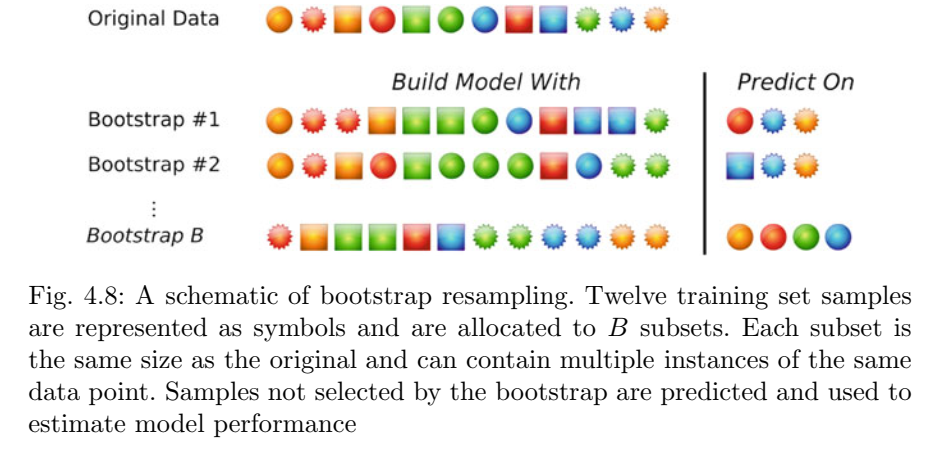 Original Data
Build Model With
Predict On
Bootstrap #1
Bootstrap #2
⋮
Bootstrap B
Fig. 4.8: A schematic of bootstrap resampling. Twelve training set samples
are represented as symbols and are allocated to B subsets. Each subset is
the same size as the original and can contain multiple instances of the same
data point. Samples not selected by the bootstrap are predicted and used to
estimate model performance